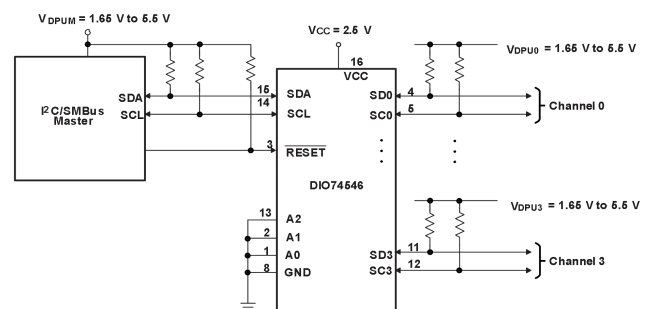 VDPUM = 1.65 V to 5.5 V
VCC = 2.5 V
16
VCC
VDPU0 = 1.65 V to 5.5 V
I²C/SMBus
Master
SDA
SCL
15
14
SDA
SCL
SD0
SC0
4
5
Channel 0
3
RESET
DIO74546
13
2
1
8
A2
A1
A0
GND
VDPU3 = 1.65 V to 5.5 V
SD3
SC3
11
12
Channel 3